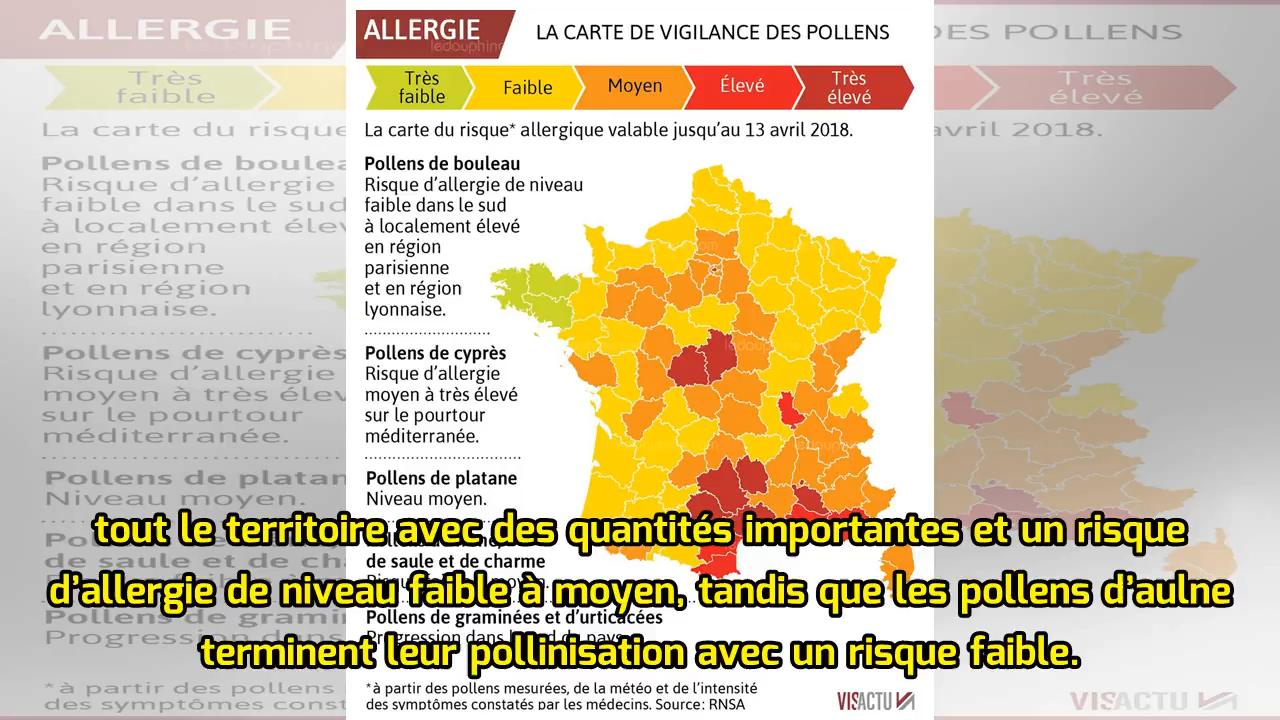 ALLERGIE
LA CARTE DE VIGILANCE DES POLLENS
Très
faible
Faible
Moyen
Élevé
Très
élevé
La carte du risque* allergique valable jusqu'au 13 avril 2018.
Pollens de bouleau
Risque d'allergie de niveau
faible dans le sud
à localement élevé
en région
parisienne
et en région
lyonnaise.
Pollens de cyprès
Risque d'allergie
moyen à très élevé
sur le pourtour
méditerranée.
Pollens de platane
Niveau moyen.
de saule et de charme
Pollens de graminées et d'urticacées
*à partir des pollens mesurées, de la météo et de l'intensité
des symptômes constatés par les médecins. Source: RNSA
VISACTU
tout le territoire avec des quantités importantes et un risque
d'allergie de niveau faible à moyen, tandis que les pollens d'aulne
terminent leur pollinisation avec un risque faible.